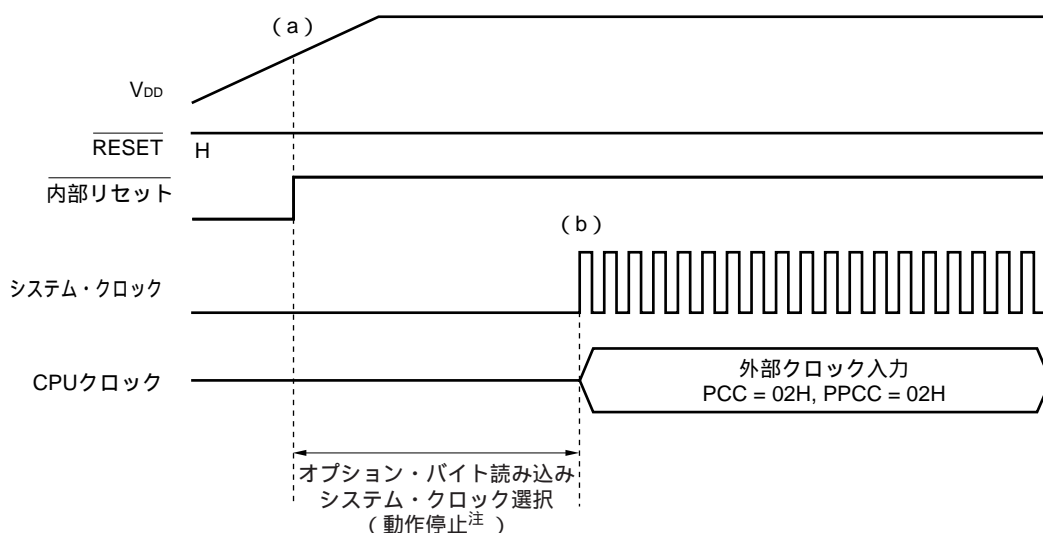 (a)
VDD
RESET
H
内部リセット
(b)
システム・クロック
CPUクロック
外部クロック入力
PCC = 02H, PPCC = 02H
オプション・バイト読み込み
システム・クロック選択
(動作停止注)